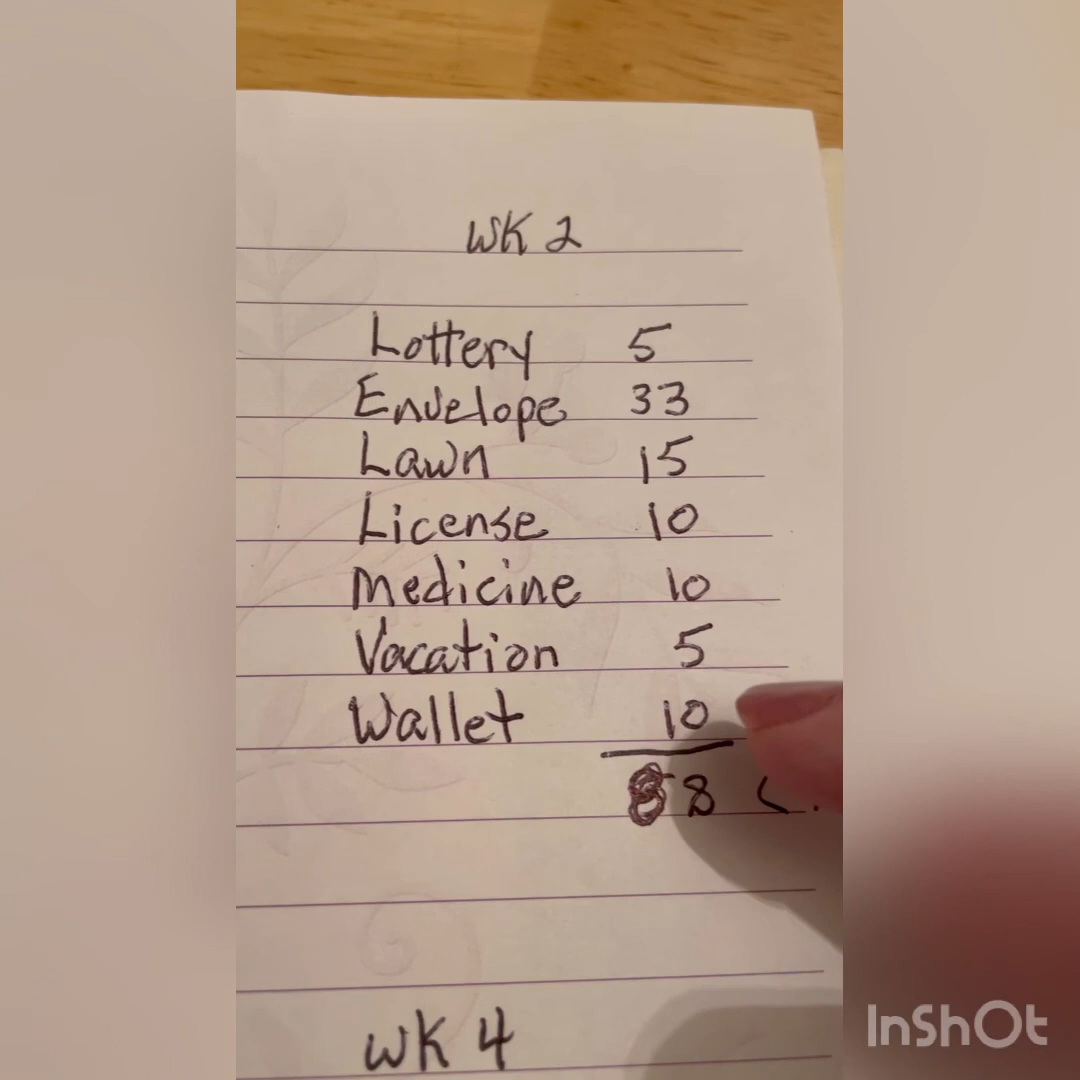 WK 2
Lottery 5
Envelope 33
Lawn 15
License 10
Medicine 10
Vacation 5
Wallet 10
88
WK 4
InShOt